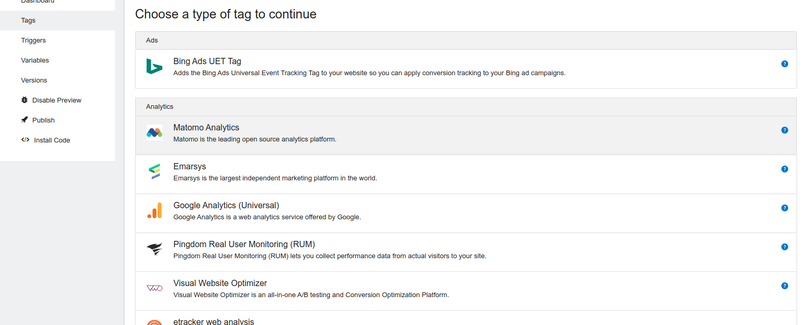 Dashboard
Tags
Triggers
Variables
Versions
Disable Preview
Publish
Install Code
Choose a type of tag to continue
Ads
Bing Ads UET Tag
Adds the Bing Ads Universal Event Tracking Tag to your website so you can apply conversion tracking to your Bing ad campaigns.
Analytics
Matomo Analytics
Matomo is the leading open source analytics platform.
Emarsys
Emarsys is the largest independent marketing platform in the world.
Google Analytics (Universal)
Google Analytics is a web analytics service offered by Google.
Pingdom Real User Monitoring (RUM)
Pingdom Real User Monitoring (RUM) lets you collect performance data from actual visitors to your site.
Visual Website Optimizer
Visual Website Optimizer is an all-in-one A/B testing and Conversion Optimization Platform.
etracker web analysis